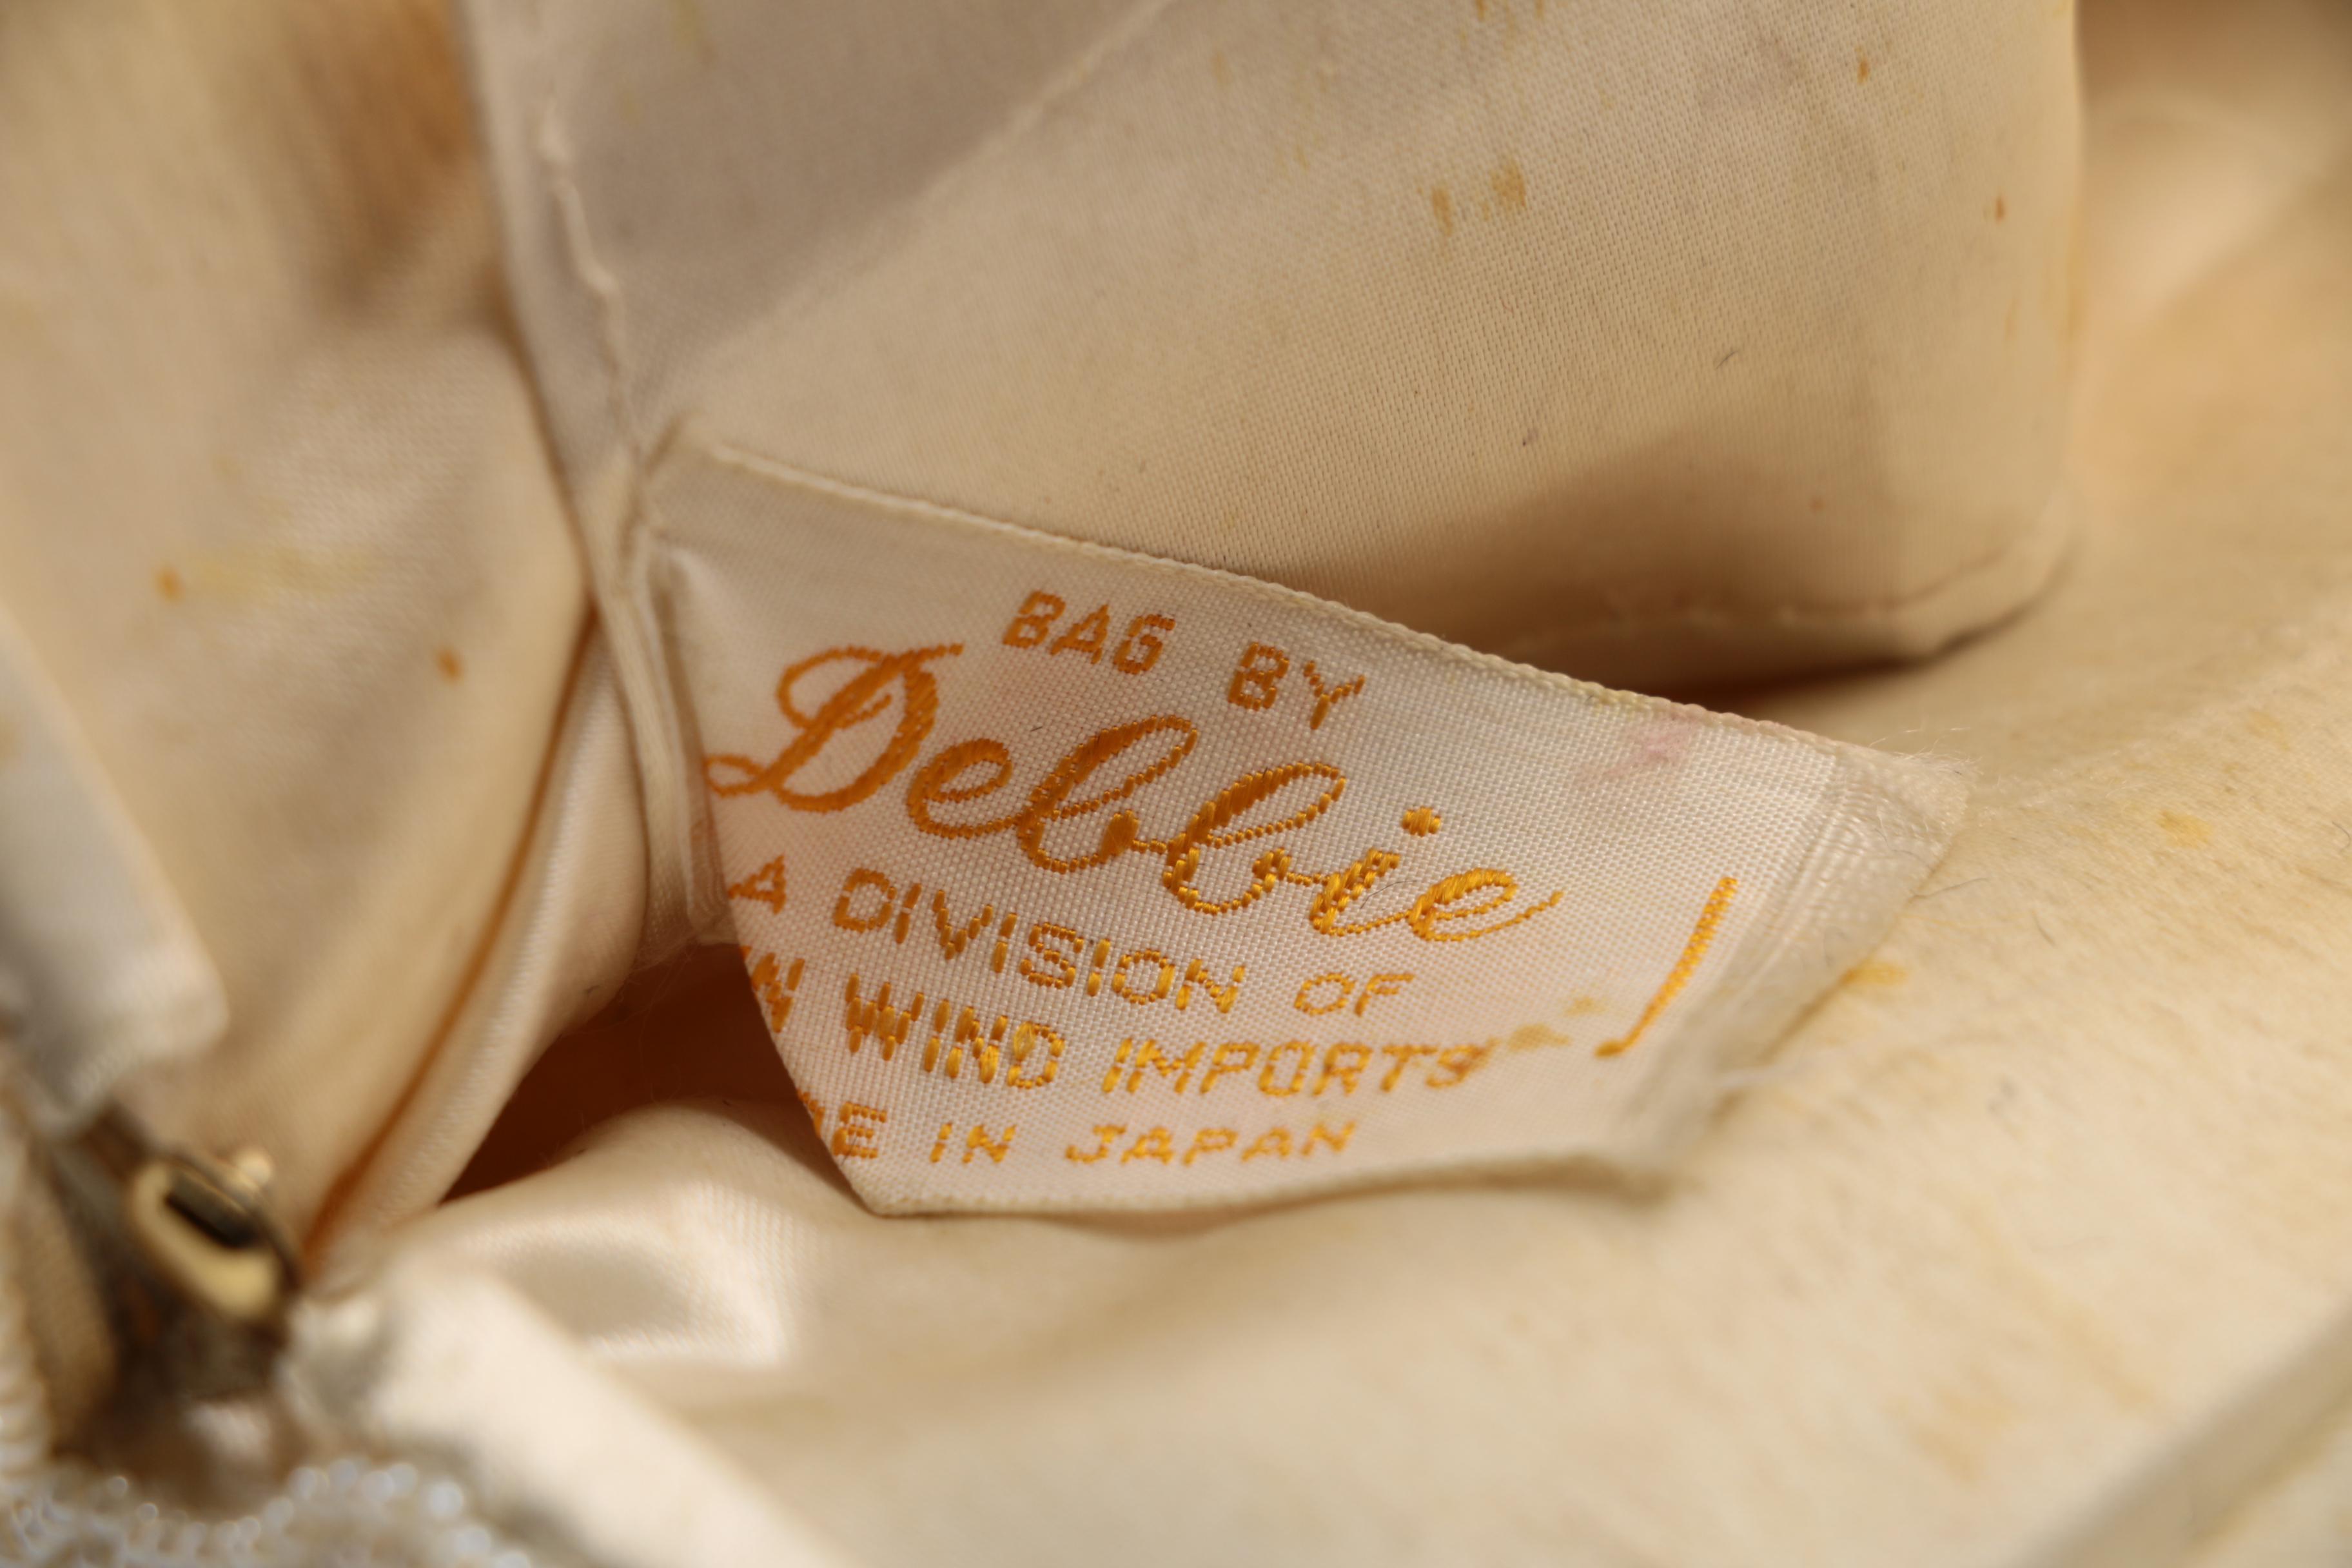 BAG BY
Debbie J
A DIVISION OF
WIND IMPORTS
IN JAPAN